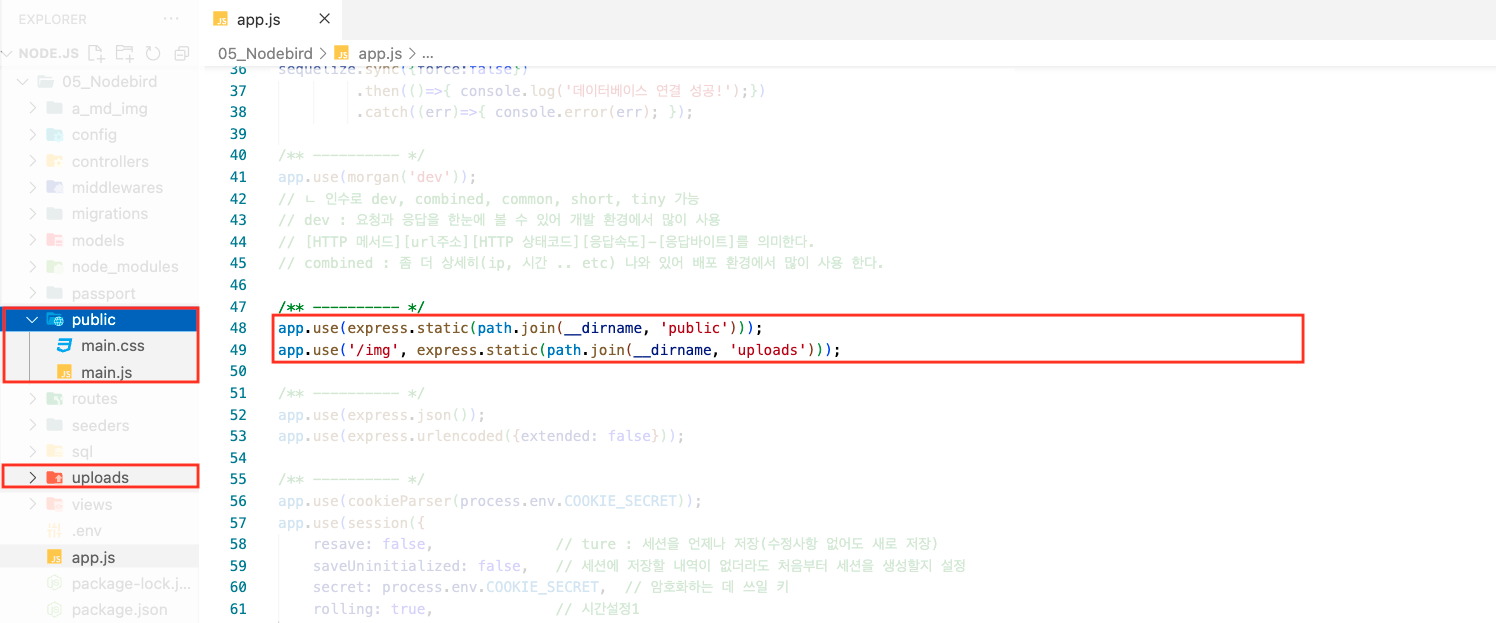 EXPLORER ...
NODE.JS
05_Nodebird
a_md_img
config
controllers
middlewares
migrations
models
node_modules
passport
public
main.css
main.js
routes
seeders
sql
uploads
views
.env
app.js
package-lock.j...
package.json
app.js
05_Nodebird > app.js > ...
36 sequelize.sync({force:false})
37 .then(()=>{ console.log('데이터베이스 연결 성공!');})
38 .catch((err)=>{ console.error(err); });
39
40 /** ---------- */
41 app.use(morgan('dev'));
42 // ㄴ 인수로 dev, combined, common, short, tiny 가능
43 // dev : 요청과 응답을 한눈에 볼 수 있어 개발 환경에서 많이 사용
44 // [HTTP 메서드][url주소][HTTP 상태코드][응답속도]-[응답바이트]를 의미한다.
45 // combined : 좀 더 상세히(ip, 시간 .. etc) 나와 있어 배포 환경에서 많이 사용 한다.
46
47 /** ---------- */
48 app.use(express.static(path.join(__dirname, 'public')));
49 app.use('/img', express.static(path.join(__dirname, 'uploads')));
50
51 /** ---------- */
52 app.use(express.json());
53 app.use(express.urlencoded({extended: false}));
54
55 /** ---------- */
56 app.use(cookieParser(process.env.COOKIE_SECRET));
57 app.use(session({
58 resave: false, // ture : 세션을 언제나 저장(수정사항 없어도 새로 저장)
59 saveUninitialized: false, // 세션에 저장할 내역이 없더라도 처음부터 세션을 생성할지 설정
60 secret: process.env.COOKIE_SECRET, // 암호화하는 데 쓰일 키
61 rolling: true, // 시간설정1